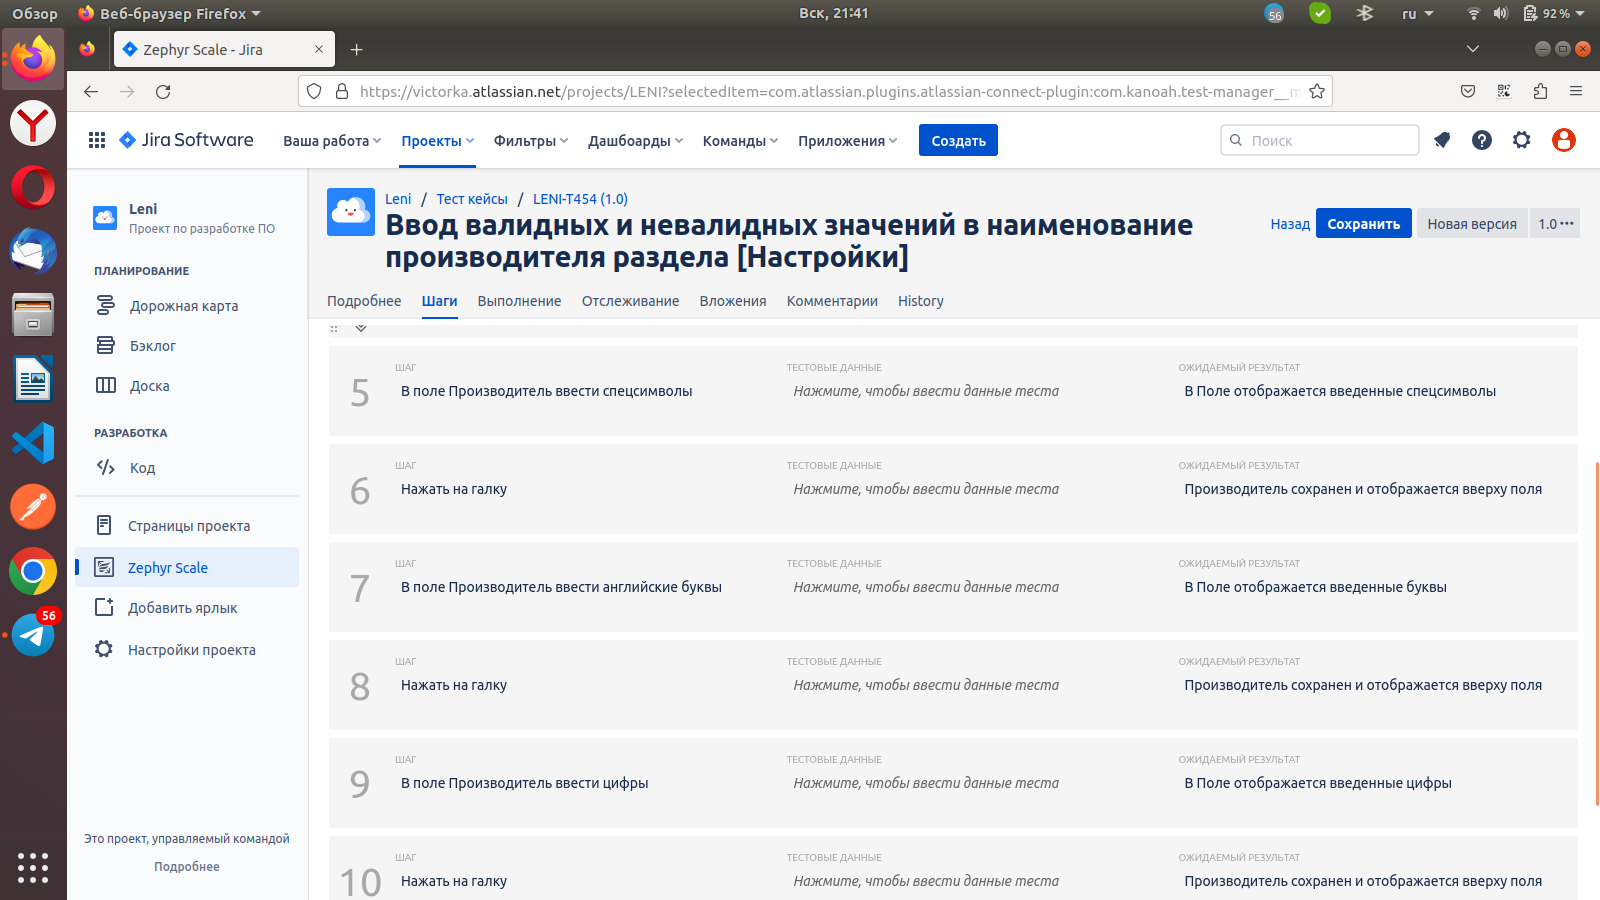 Обзор
Веб-браузер Firefox
Вск, 21:41
56
ru
92 %
Zephyr Scale - Jira
https://victorka.atlassian.net/projects/LENI?selectedItem=com.atlassian.plugins.atlassian-connect-plugin:com.kanoah.test-manager__m
Jira Software
Ваша работа
Проекты
Фильтры
Дашборды
Команды
Приложения
Создать
Поиск
Leni
Проект по разработке ПО
ПЛАНИРОВАНИЕ
Дорожная карта
Бэклог
Доска
РАЗРАБОТКА
Код
Страницы проекта
Zephyr Scale
Добавить ярлык
Настройки проекта
Это проект, управляемый командой
Подробнее
56
Leni / Тест кейсы / LENI-T454 (1.0)
Ввод валидных и невалидных значений в наименование
производителя раздела [Настройки]
Назад
Сохранить
Новая версия
1.0
Подробнее
Шаги
Выполнение
Отслеживание
Вложения
Комментарии
History
5
ШАГ
В поле Производитель ввести спецсимволы
ТЕСТОВЫЕ ДАННЫЕ
Нажмите, чтобы ввести данные теста
ОЖИДАЕМЫЙ РЕЗУЛЬТАТ
В Поле отображается введенные спецсимволы
6
ШАГ
Нажать на галку
ТЕСТОВЫЕ ДАННЫЕ
Нажмите, чтобы ввести данные теста
ОЖИДАЕМЫЙ РЕЗУЛЬТАТ
Производитель сохранен и отображается вверху поля
7
ШАГ
В поле Производитель ввести английские буквы
ТЕСТОВЫЕ ДАННЫЕ
Нажмите, чтобы ввести данные теста
ОЖИДАЕМЫЙ РЕЗУЛЬТАТ
В Поле отображается введенные буквы
8
ШАГ
Нажать на галку
ТЕСТОВЫЕ ДАННЫЕ
Нажмите, чтобы ввести данные теста
ОЖИДАЕМЫЙ РЕЗУЛЬТАТ
Производитель сохранен и отображается вверху поля
9
ШАГ
В поле Производитель ввести цифры
ТЕСТОВЫЕ ДАННЫЕ
Нажмите, чтобы ввести данные теста
ОЖИДАЕМЫЙ РЕЗУЛЬТАТ
В Поле отображается введенные цифры
10
ШАГ
Нажать на галку
ТЕСТОВЫЕ ДАННЫЕ
Нажмите, чтобы ввести данные теста
ОЖИДАЕМЫЙ РЕЗУЛЬТАТ
Производитель сохранен и отображается вверху поля